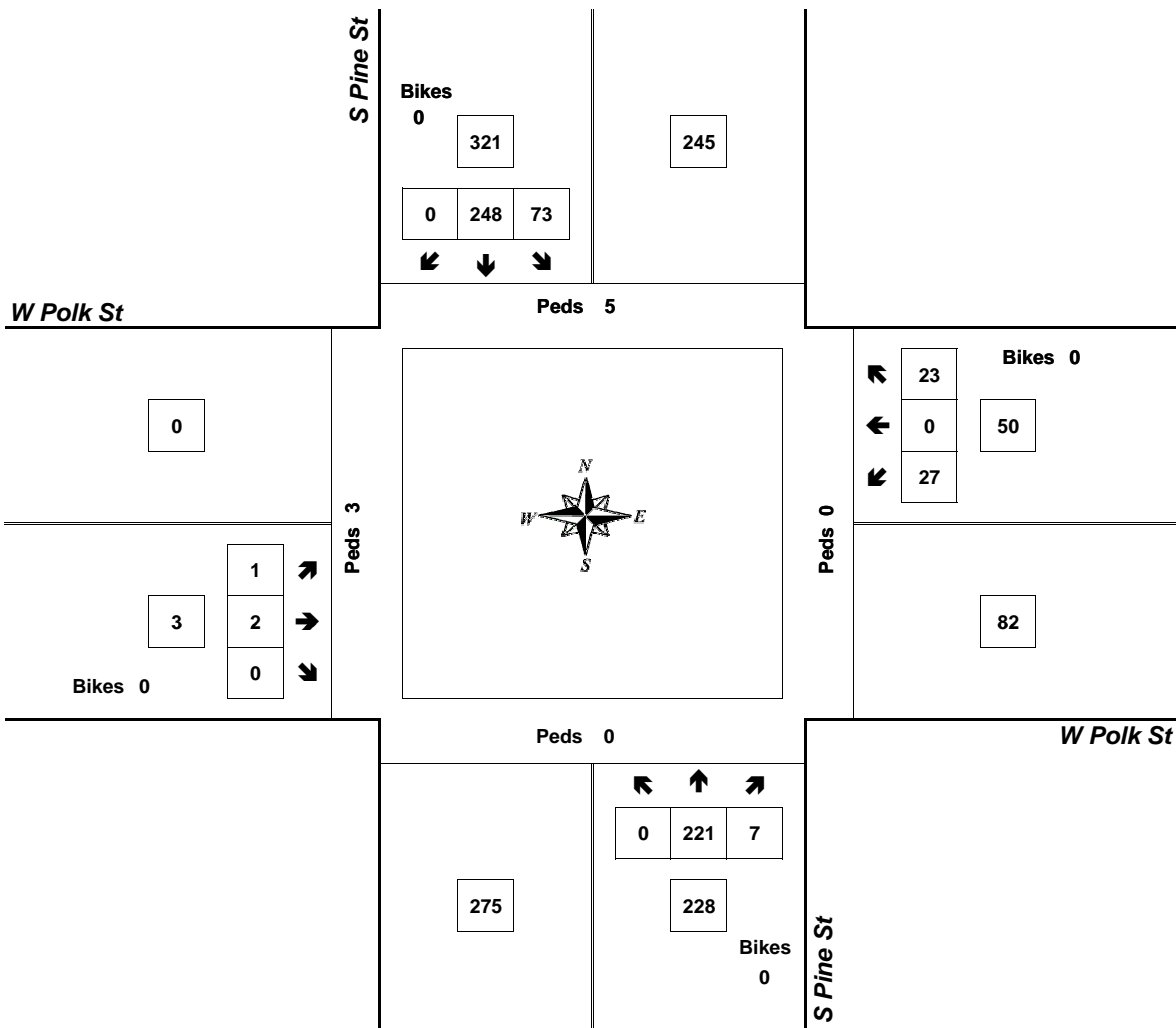 S Pine St
Bikes
0
321
245
0 248 73
Peds 5
W Polk St
23
Bikes 0
0
0
50
27
N
W E
S
Peds 3
Peds 0
1
3
2
82
0
Bikes 0
Peds 0
W Polk St
0 221 7
275
228
Bikes
0
S Pine St